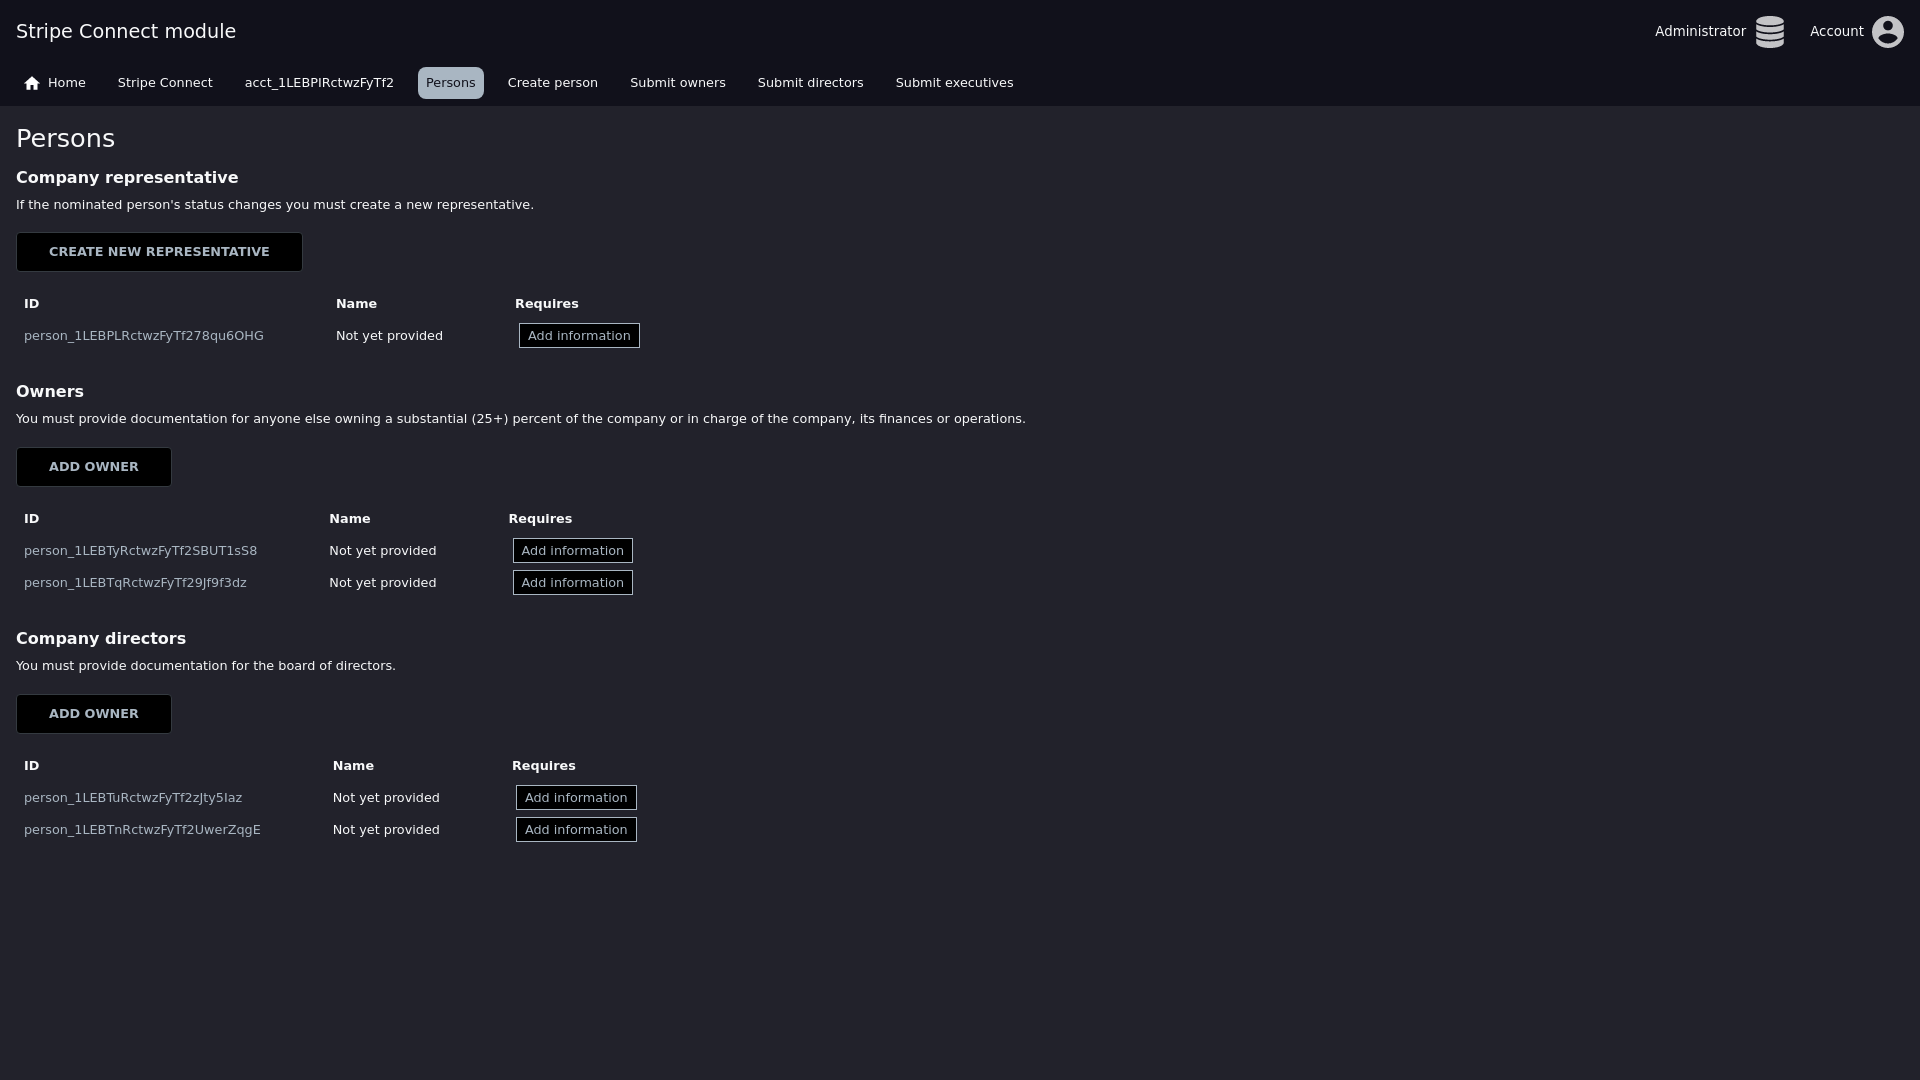 Stripe Connect module
Administrator
Account
Home
Stripe Connect
acct_1LEBPIRctwzFyTf2
Persons
Create person
Submit owners
Submit directors
Submit executives
Persons
Company representative
If the nominated person's status changes you must create a new representative.
CREATE NEW REPRESENTATIVE
ID Name Requires
person_1LEBPLRctwzFyTf278qu6OHG Not yet provided Add information
Owners
You must provide documentation for anyone else owning a substantial (25+) percent of the company or in charge of the company, its finances or operations.
ADD OWNER
ID Name Requires
person_1LEBTyRctwzFyTf2SBUT1sS8 Not yet provided Add information
person_1LEBTqRctwzFyTf29Jf9f3dz Not yet provided Add information
Company directors
You must provide documentation for the board of directors.
ADD OWNER
ID Name Requires
person_1LEBTuRctwzFyTf2zJty5Iaz Not yet provided Add information
person_1LEBTnRctwzFyTf2UwerZqgE Not yet provided Add information